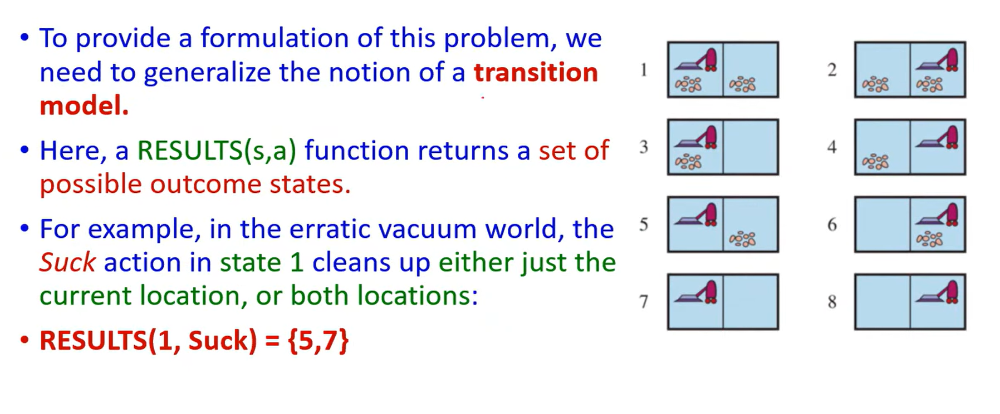 • To provide a formulation of this problem, we
need to generalize the notion of a transition
model.
• Here, a RESULTS(s,a) function returns a set of
possible outcome states.
• For example, in the erratic vacuum world, the
Suck action in state 1 cleans up either just the
current location, or both locations:
• RESULTS(1, Suck) = {5,7}
1
2
3
4
5
6
7
8